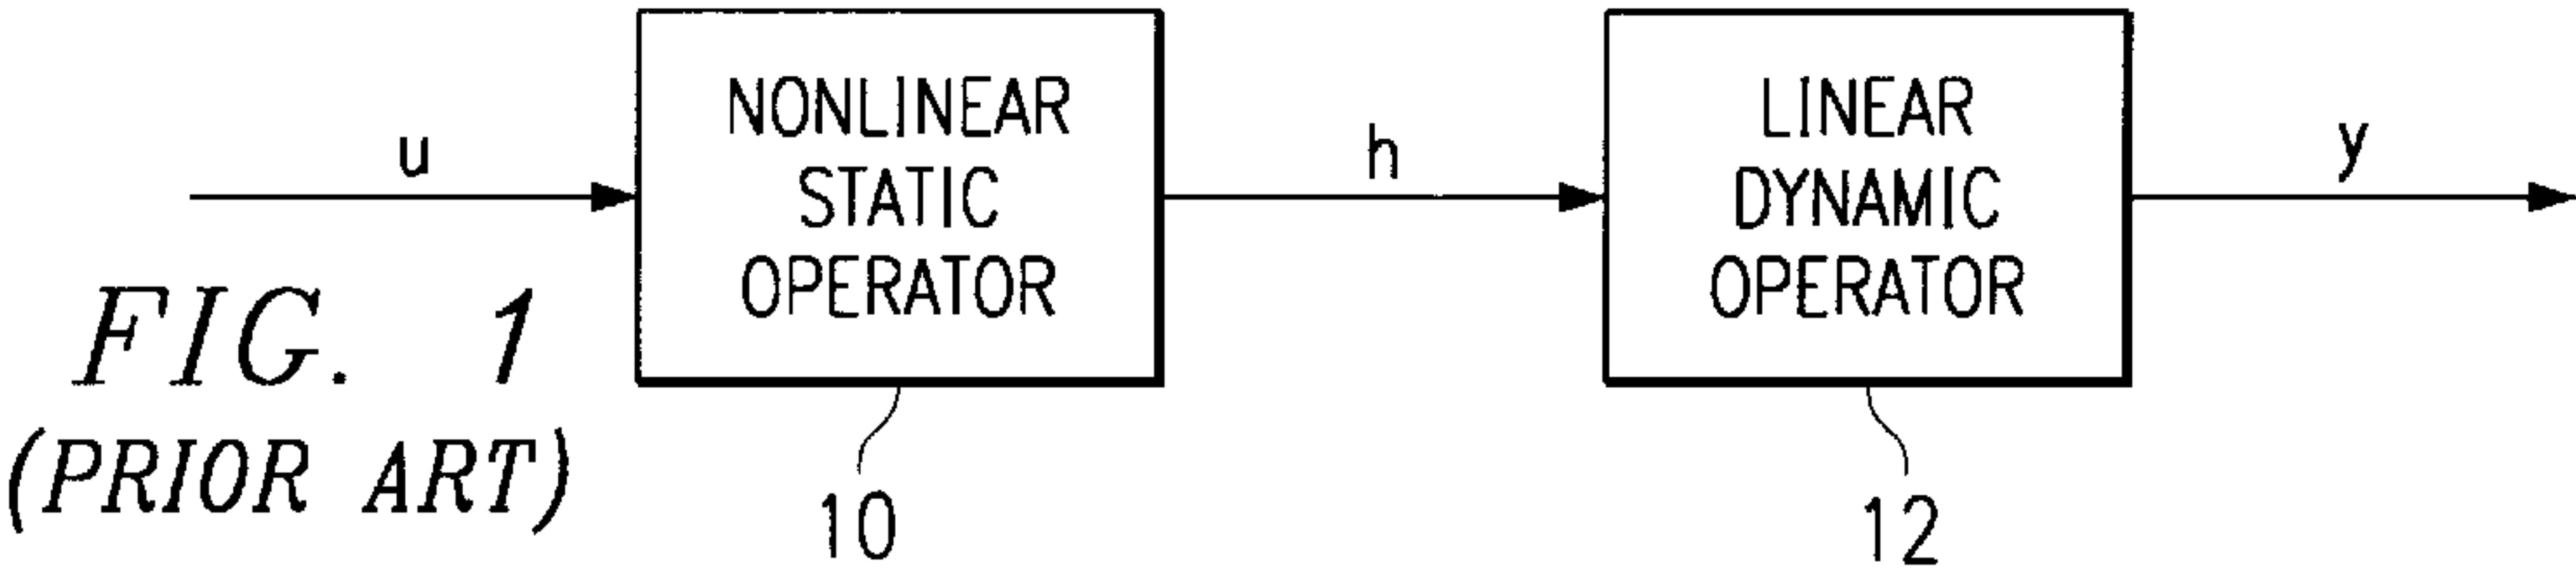 u
NONLINEAR
STATIC
OPERATOR
h
LINEAR
DYNAMIC
OPERATOR
y
10
12
FIG. 1
(PRIOR ART)